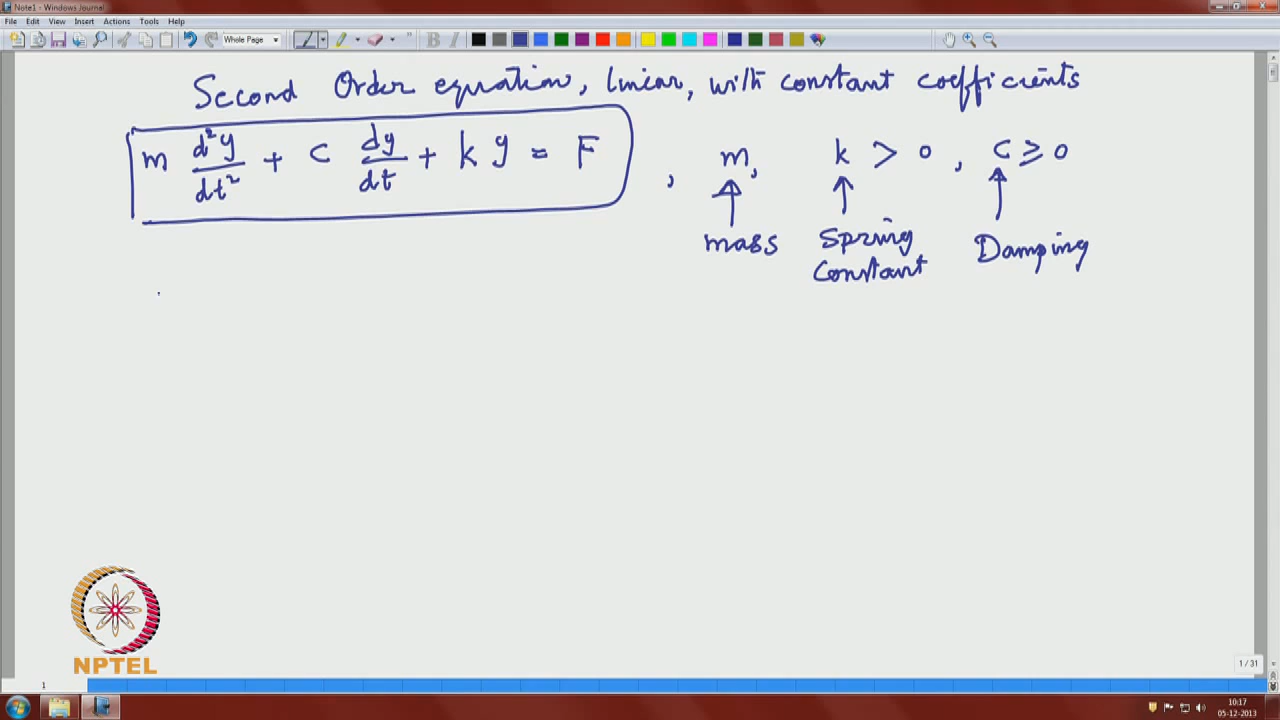 Note1 - Windows Journal
File Edit View Insert Actions Tools Help
Whole Page
Second Order equation, linear, with constant coefficients
m d²y/dt² + c dy/dt + k y = F , m, k > 0, c ≥ 0
mass Spring Constant Damping
NPTEL
1 / 31
1
10:17
05-12-2013